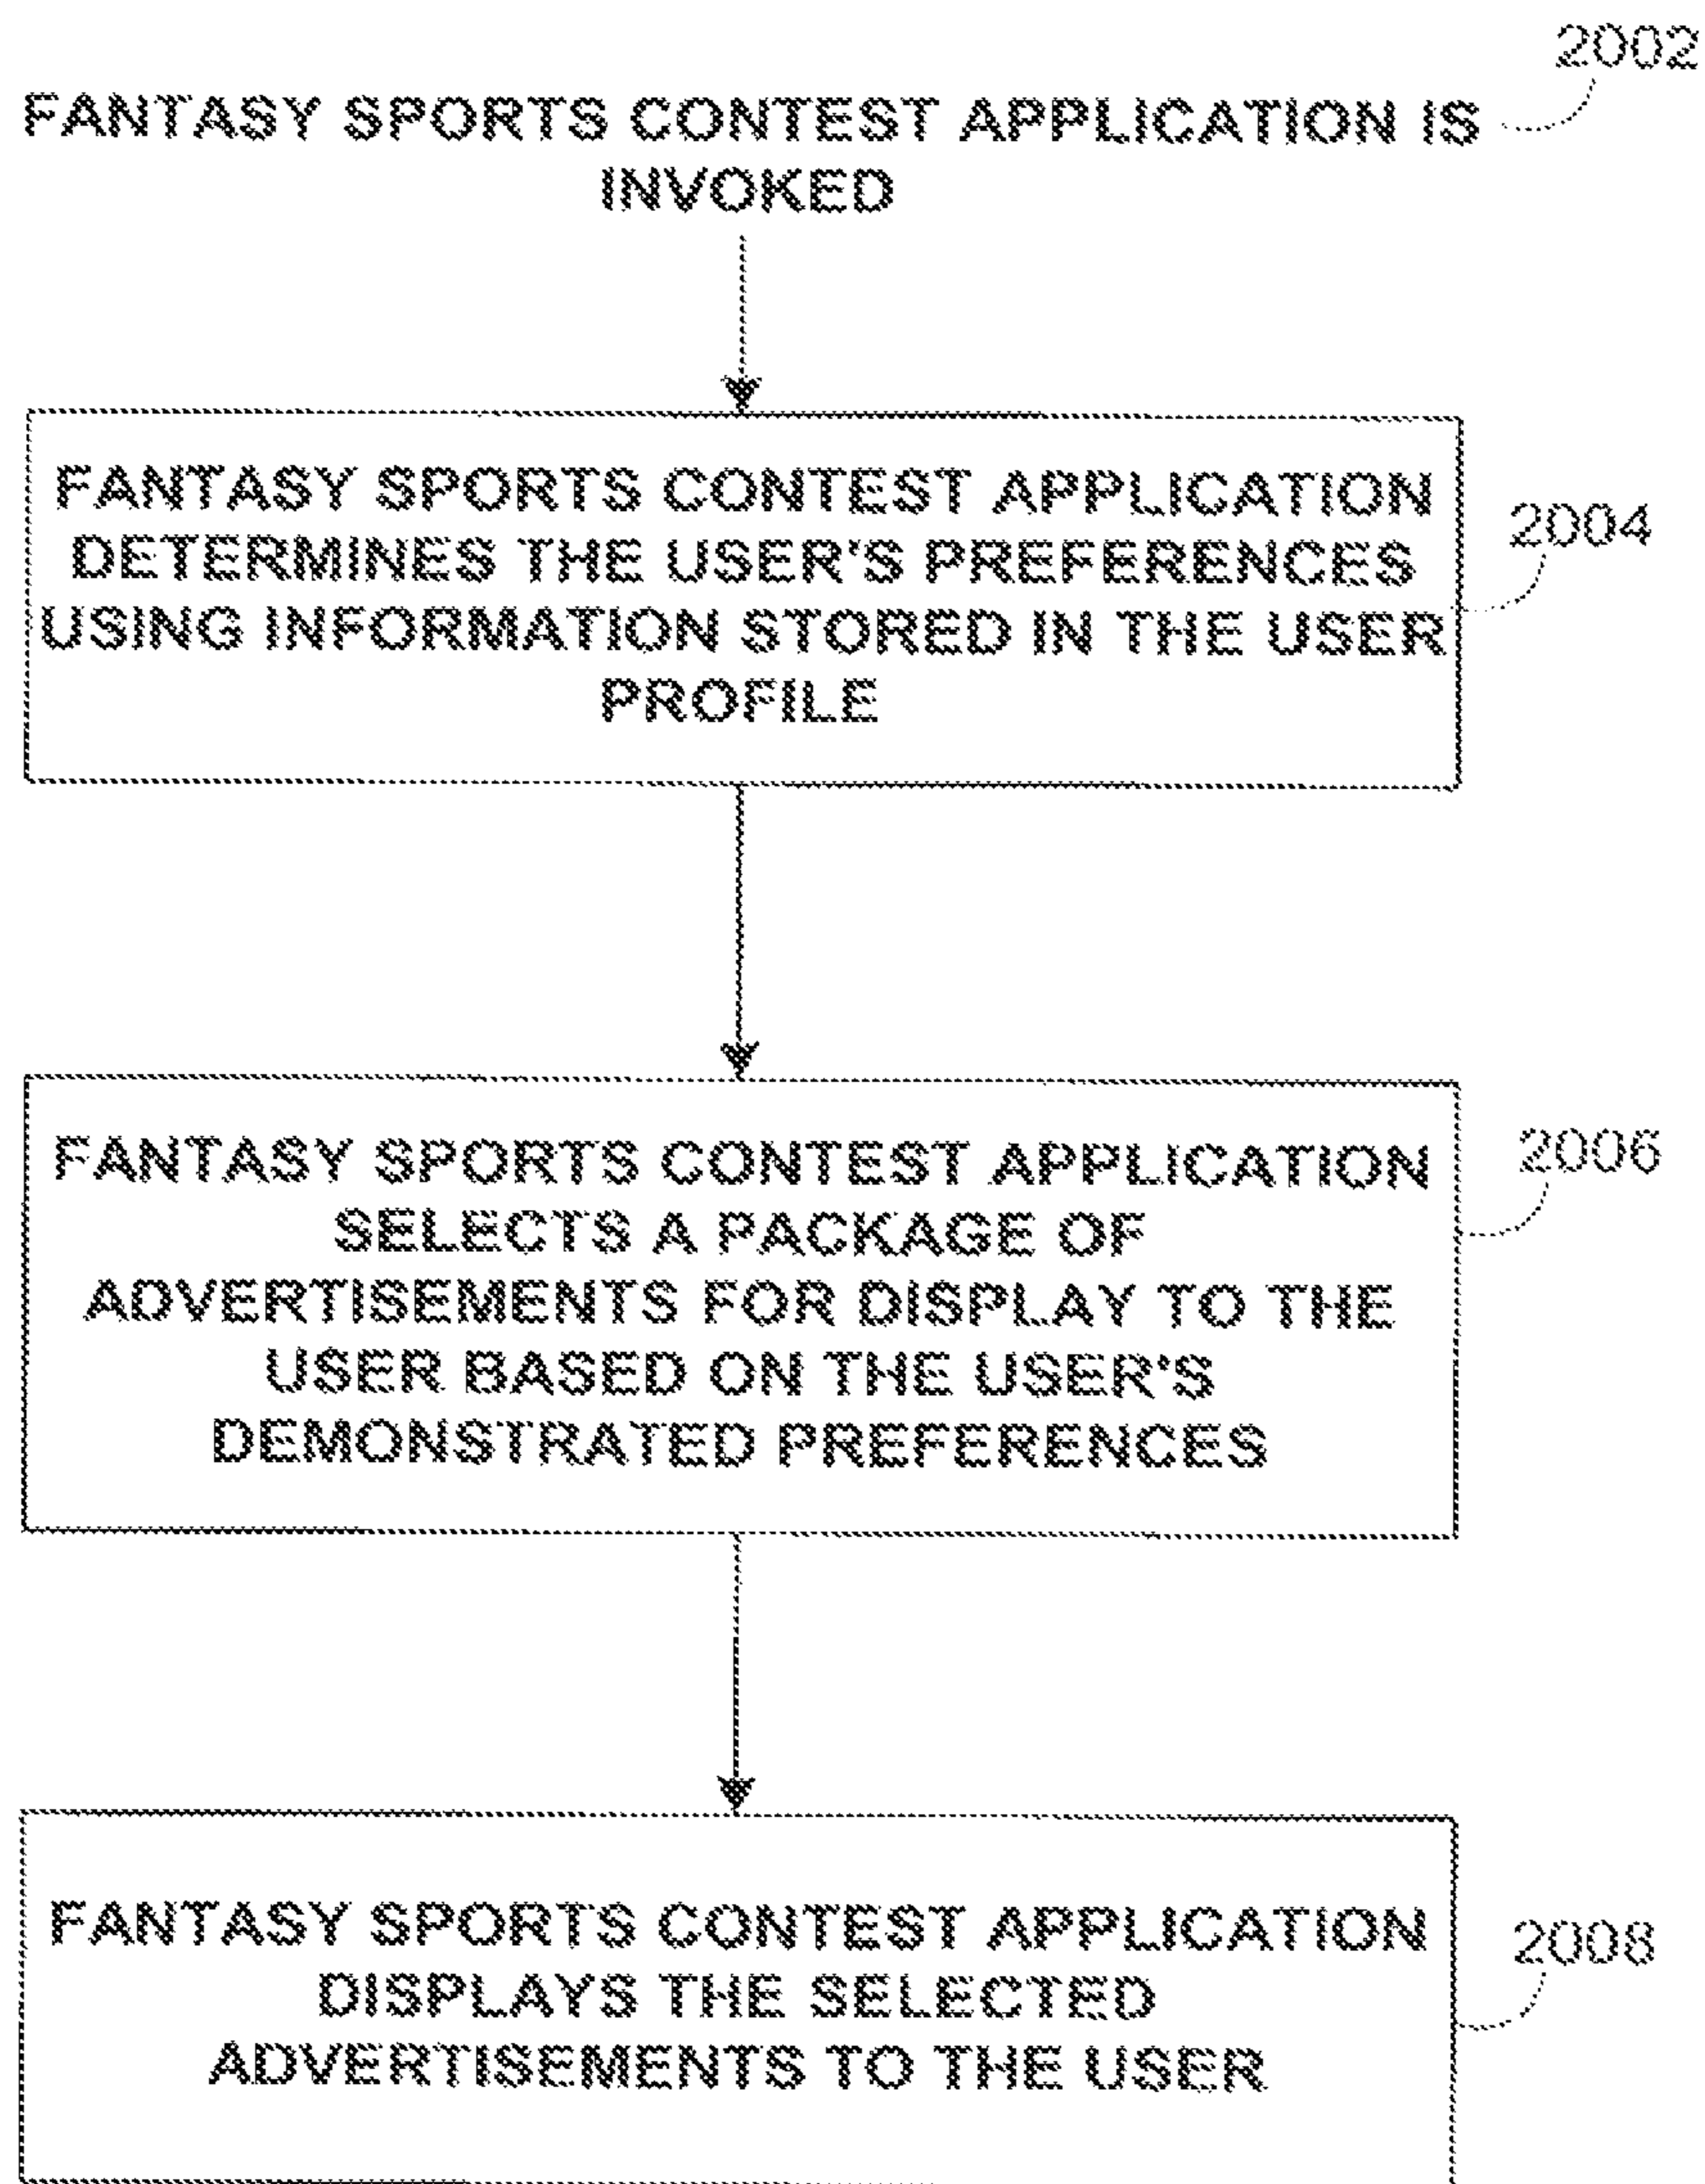 2002
FANTASY SPORTS CONTEST APPLICATION IS
INVOKED
FANTASY SPORTS CONTEST APPLICATION
DETERMINES THE USER'S PREFERENCES
USING INFORMATION STORED IN THE USER
PROFILE
2004
FANTASY SPORTS CONTEST APPLICATION
SELECTS A PACKAGE OF
ADVERTISEMENTS FOR DISPLAY TO THE
USER BASED ON THE USER'S
DEMONSTRATED PREFERENCES
2006
FANTASY SPORTS CONTEST APPLICATION
DISPLAYS THE SELECTED
ADVERTISEMENTS TO THE USER
2008